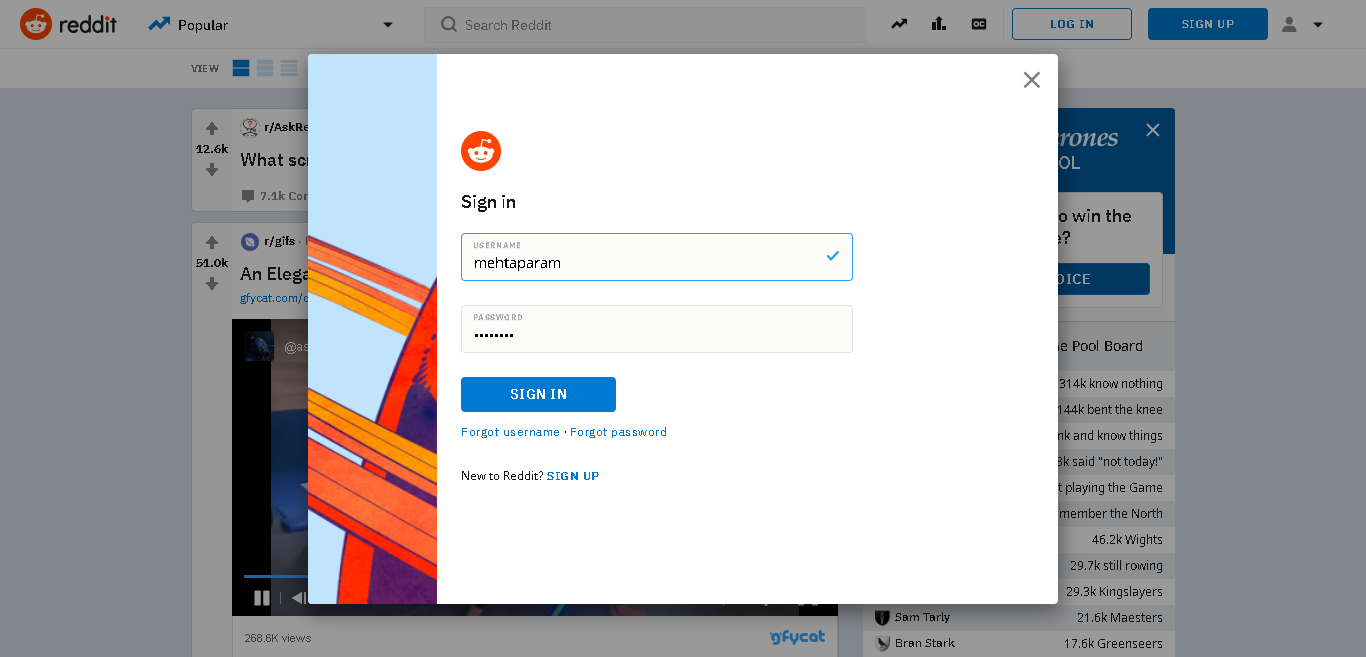 reddit
Popular
Search Reddit
LOG IN
SIGN UP
VIEW
r/AskRe
12.6k
What scr
7.1k Con
r/gifs ·
51.0k
An Elega
gfycat.com/c
@as
268.6K views
gfycat
Sign in
USERNAME
mehtaparam
PASSWORD
••••••••
SIGN IN
Forgot username · Forgot password
New to Reddit? SIGN UP
rones
OL
o win the
e?
OICE
e Pool Board
314k know nothing
144k bent the knee
nk and know things
8k said "not today!"
t playing the Game
member the North
46.2k Wights
29.7k still rowing
29.3k Kingslayers
Sam Tarly 21.6k Maesters
Bran Stark 17.6k Greenseers